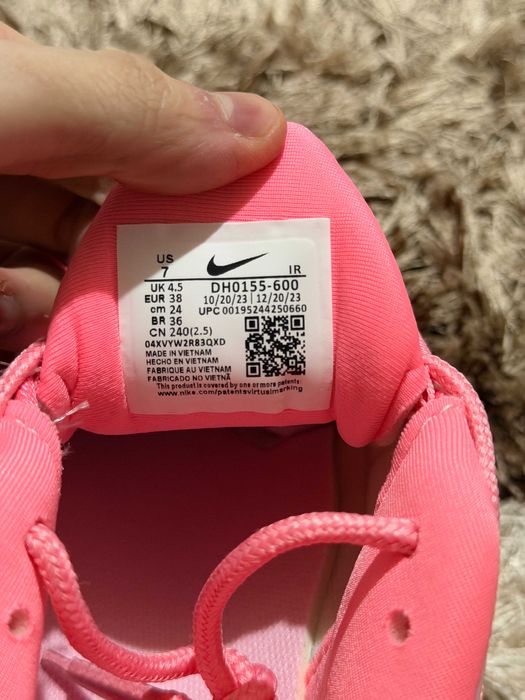 US
7 IR
UK 4.5 DH0155-600
EUR 38 10/20/23 | 12/20/23
cm 24 UPC 00195244250660
BR 36
CN 240(2.5)
04XVYW2R83QXD
MADE IN VIETNAM
HECHO EN VIETNAM
FABRIQUE AU VIETNAM
FABRICADO NO VIETNÃ
This product is covered by one or more patents:
www.nike.com/patentsvirtualmarking